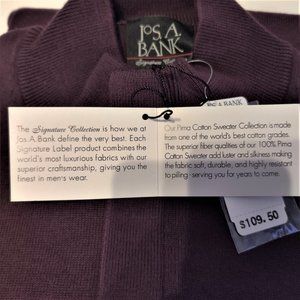 JoS. A.
BANK
Signature Collection
The Signature Collection is how we at
Jos. A. Bank define the very best. Each
Signature Label product combines the
world's most luxurious fabrics with our
superior craftsmanship, giving you the
finest in men's wear.
Our Pima Cotton Sweater Collection is made
from one of the world's best cotton grades.
The superior fiber qualities of our 100% Pima
Cotton Sweater add luster and silkiness making
the fabric soft, durable, and highly resistant
to pilling - serving you for years to come.
JOS. A. BANK
$109.50